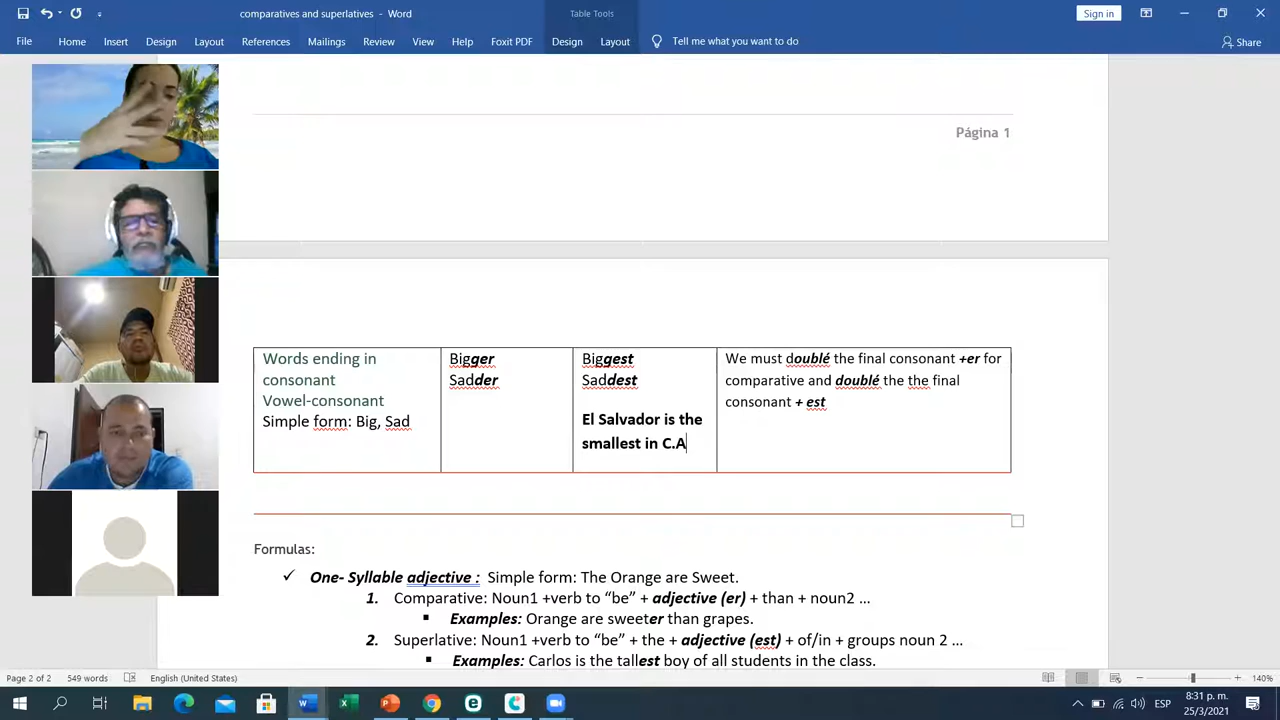 comparatives and superlatives - Word
Table Tools
Sign in
File Home Insert Design Layout References Mailings Review View Help Foxit PDF Design Layout Tell me what you want to do Share
Página 1
Words ending in
consonant
Vowel-consonant
Simple form: Big, Sad
Bigger
Sadder
Biggest
Saddest
El Salvador is the
smallest in C.A
We must doublé the final consonant +er for
comparative and doublé the the final
consonant + est
Formulas:
✓ One- Syllable adjective : Simple form: The Orange are Sweet.
1. Comparative: Noun1 +verb to “be” + adjective (er) + than + noun2 ...
▪ Examples: Orange are sweeter than grapes.
2. Superlative: Noun1 +verb to “be” + the + adjective (est) + of/in + groups noun 2 ...
▪ Examples: Carlos is the tallest boy of all students in the class.
Page 2 of 2 549 words English (United States) 140%
ESP
8:31 p. m.
25/3/2021